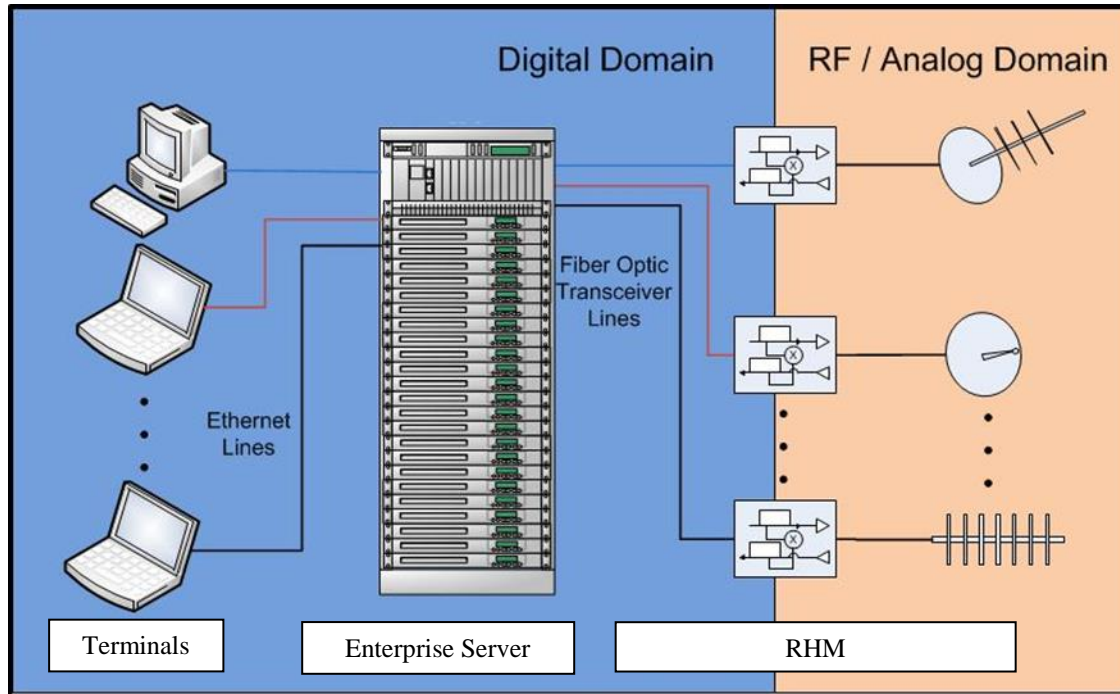 Digital Domain
RF / Analog Domain
Fiber Optic
Transceiver
Lines
Ethernet
Lines
X
X
X
Terminals
Enterprise Server
RHM